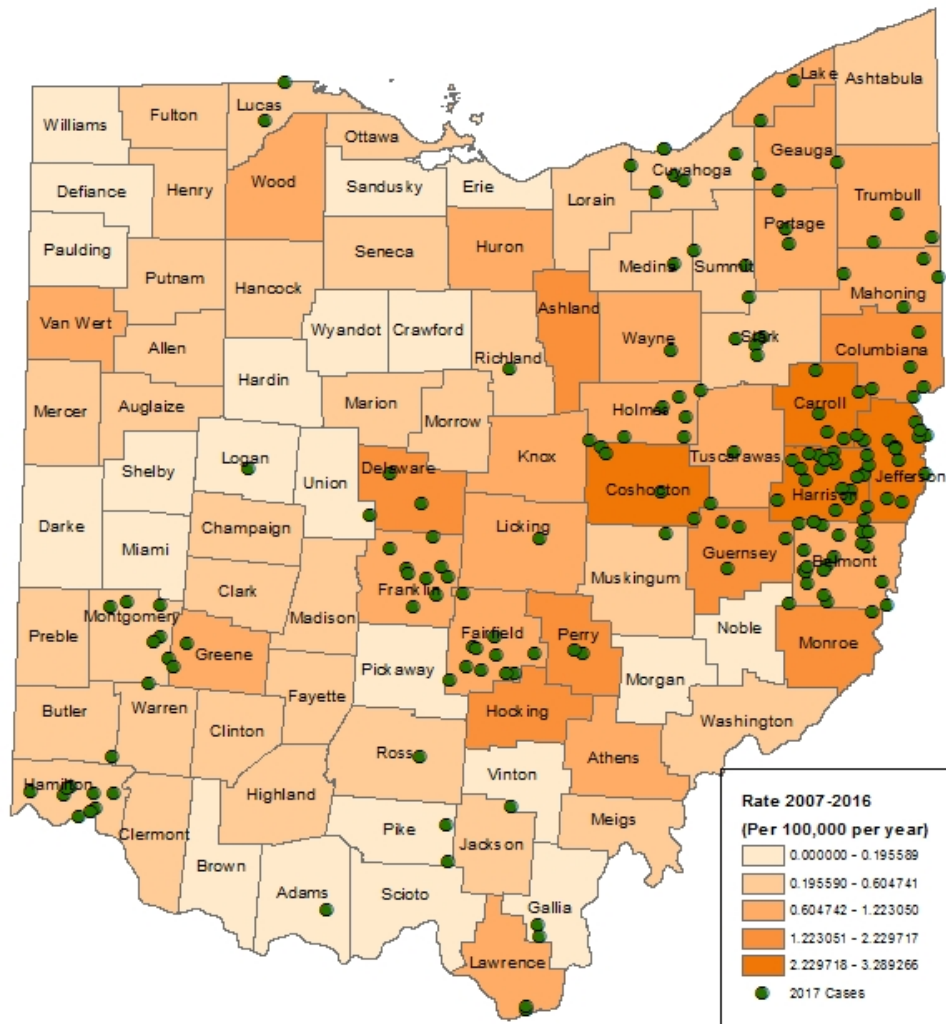 Lake
Ashtabula
Lucas
Fulton
Williams
Ottawa
Geauga
Cuyahoga
Wood
Sandusky
Erie
Defiance
Henry
Trumbull
Lorain
Portage
Paulding
Huron
Seneca
Medina
Summit
Putnam
Hancock
Mahoning
Ashland
Van Wert
Wyandot
Crawford
Wayne
Stark
Allen
Columbiana
Richland
Hardin
Carroll
Marion
Auglaize
Mercer
Holmes
Morrow
Tuscarawas
Knox
Logan
Delaware
Shelby
Jefferson
Union
Coshocton
Harrison
Darke
Champaign
Licking
Miami
Guernsey
Belmont
Muskingum
Clark
Franklin
Madison
Montgomery
Noble
Fairfield
Perry
Preble
Monroe
Greene
Pickaway
Morgan
Fayette
Warren
Butler
Hocking
Washington
Clinton
Ross
Athens
Vinton
Hamilton
Highland
Meigs
Pike
Clermont
Jackson
Brown
Adams
Scioto
Gallia
Lawrence
Rate 2007-2016
(Per 100,000 per year)
0.000000 - 0.195589
0.195590 - 0.604741
0.604742 - 1.223050
1.223051 - 2.229717
2.229718 - 3.289266
2017 Cases